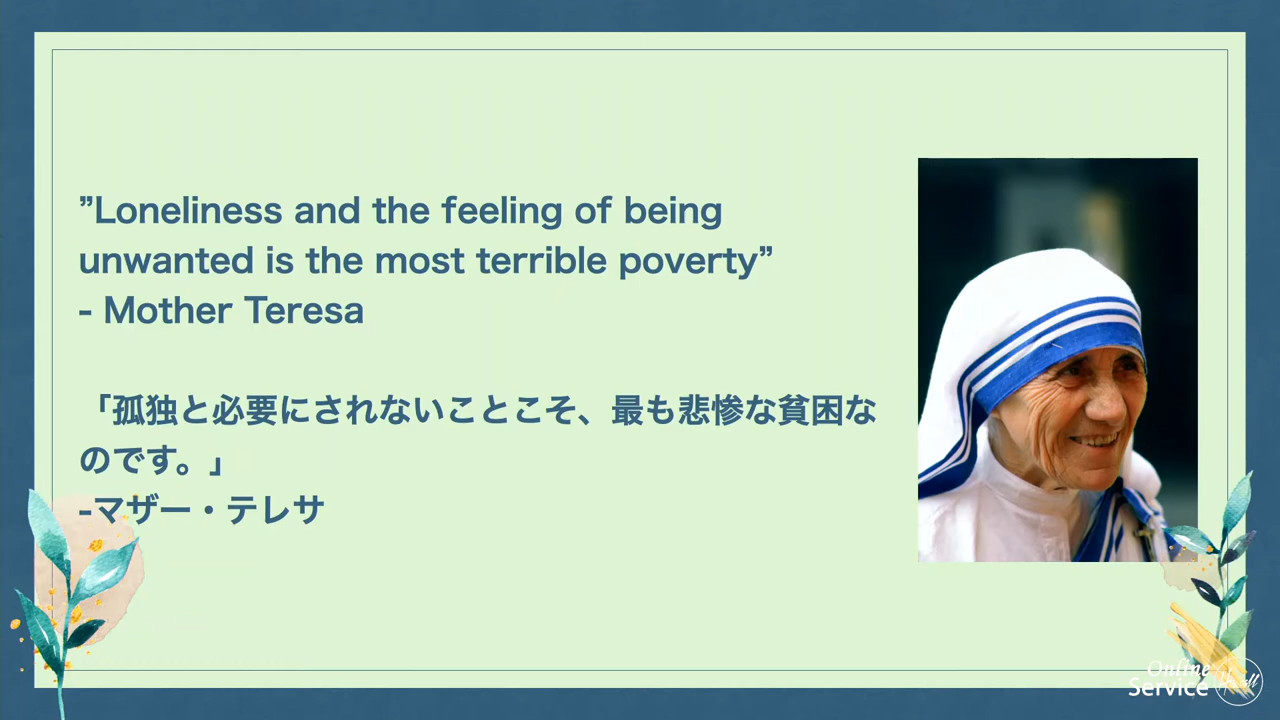 ”Loneliness and the feeling of being
unwanted is the most terrible poverty”
- Mother Teresa
「孤独と必要にされないことこそ、最も悲惨な貧困な
のです。」
-マザー・テレサ
Online
Service